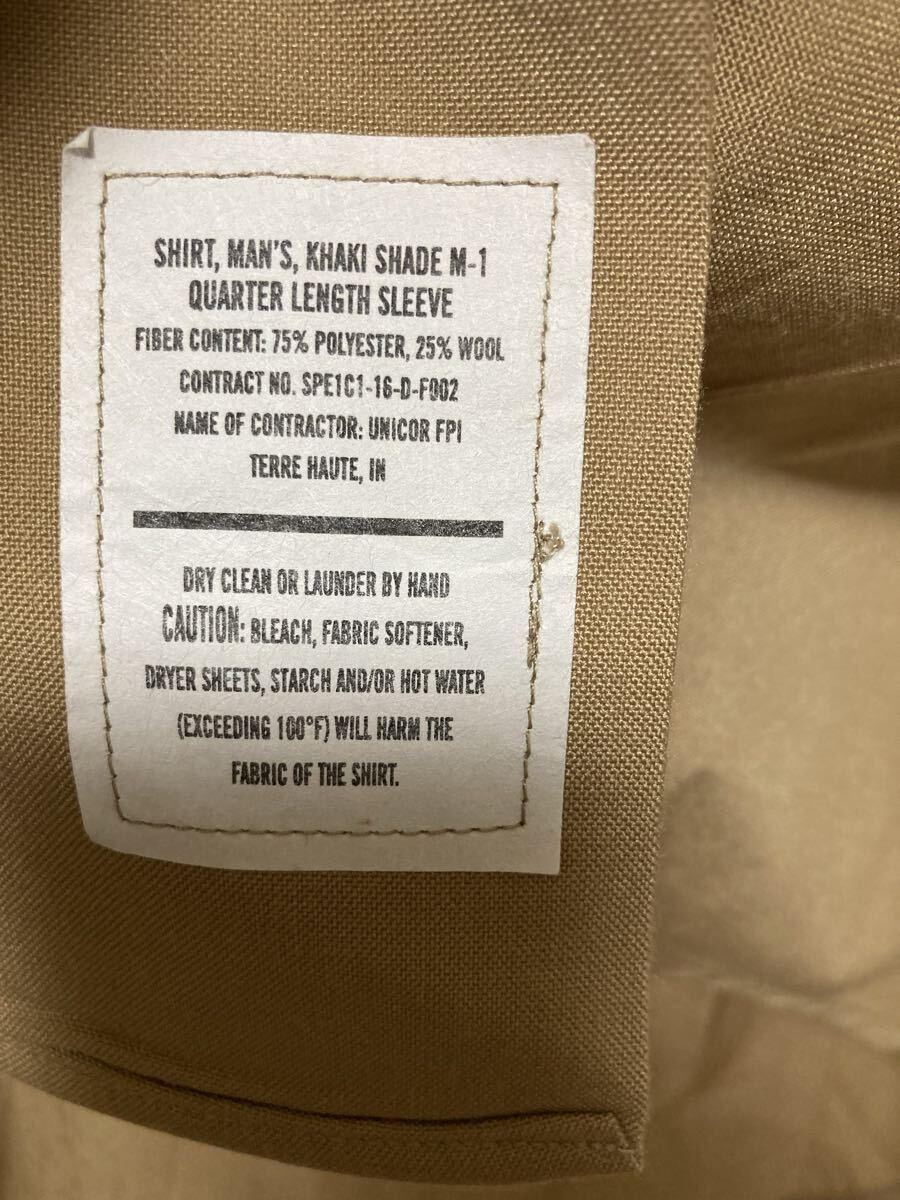 SHIRT, MAN'S, KHAKI SHADE M-1
QUARTER LENGTH SLEEVE
FIBER CONTENT: 75% POLYESTER, 25% WOOL
CONTRACT NO. SPE1C1-16-D-F002
NAME OF CONTRACTOR: UNICOR FPI
TERRE HAUTE, IN
DRY CLEAN OR LAUNDER BY HAND
CAUTION: BLEACH, FABRIC SOFTENER,
DRYER SHEETS, STARCH AND/OR HOT WATER
(EXCEEDING 100°F) WILL HARM THE
FABRIC OF THE SHIRT.